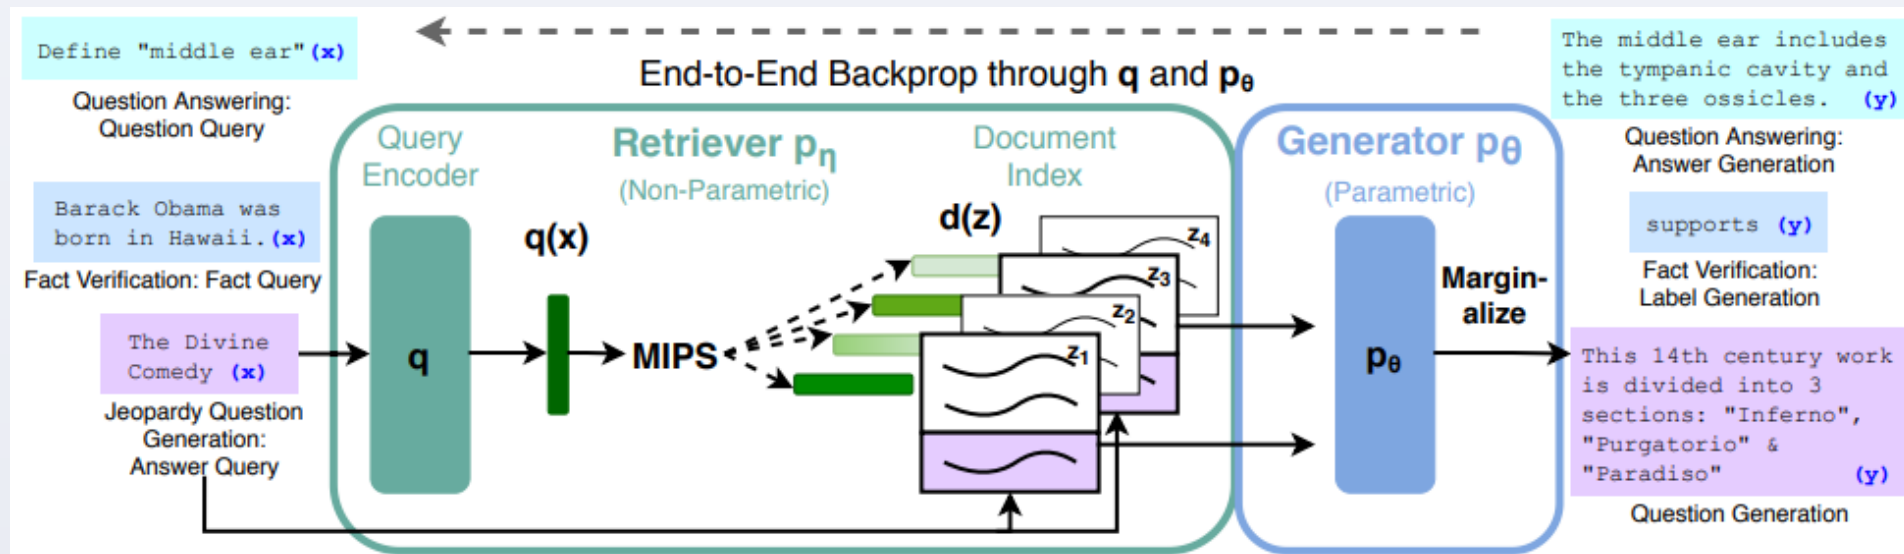 Define "middle ear" (x)
Question Answering:
Question Query
Barack Obama was
born in Hawaii. (x)
Fact Verification: Fact Query
The Divine
Comedy (x)
Jeopardy Question
Generation:
Answer Query
End-to-End Backprop through q and pθ
Query
Encoder
Retriever pη
(Non-Parametric)
Document
Index
q
q(x)
MIPS
d(z)
z4
z3
z2
z1
Generator pθ
(Parametric)
pθ
Margin-
alize
The middle ear includes
the tympanic cavity and
the three ossicles. (y)
Question Answering:
Answer Generation
supports (y)
Fact Verification:
Label Generation
This 14th century work
is divided into 3
sections: "Inferno",
"Purgatorio" &
"Paradiso" (y)
Question Generation